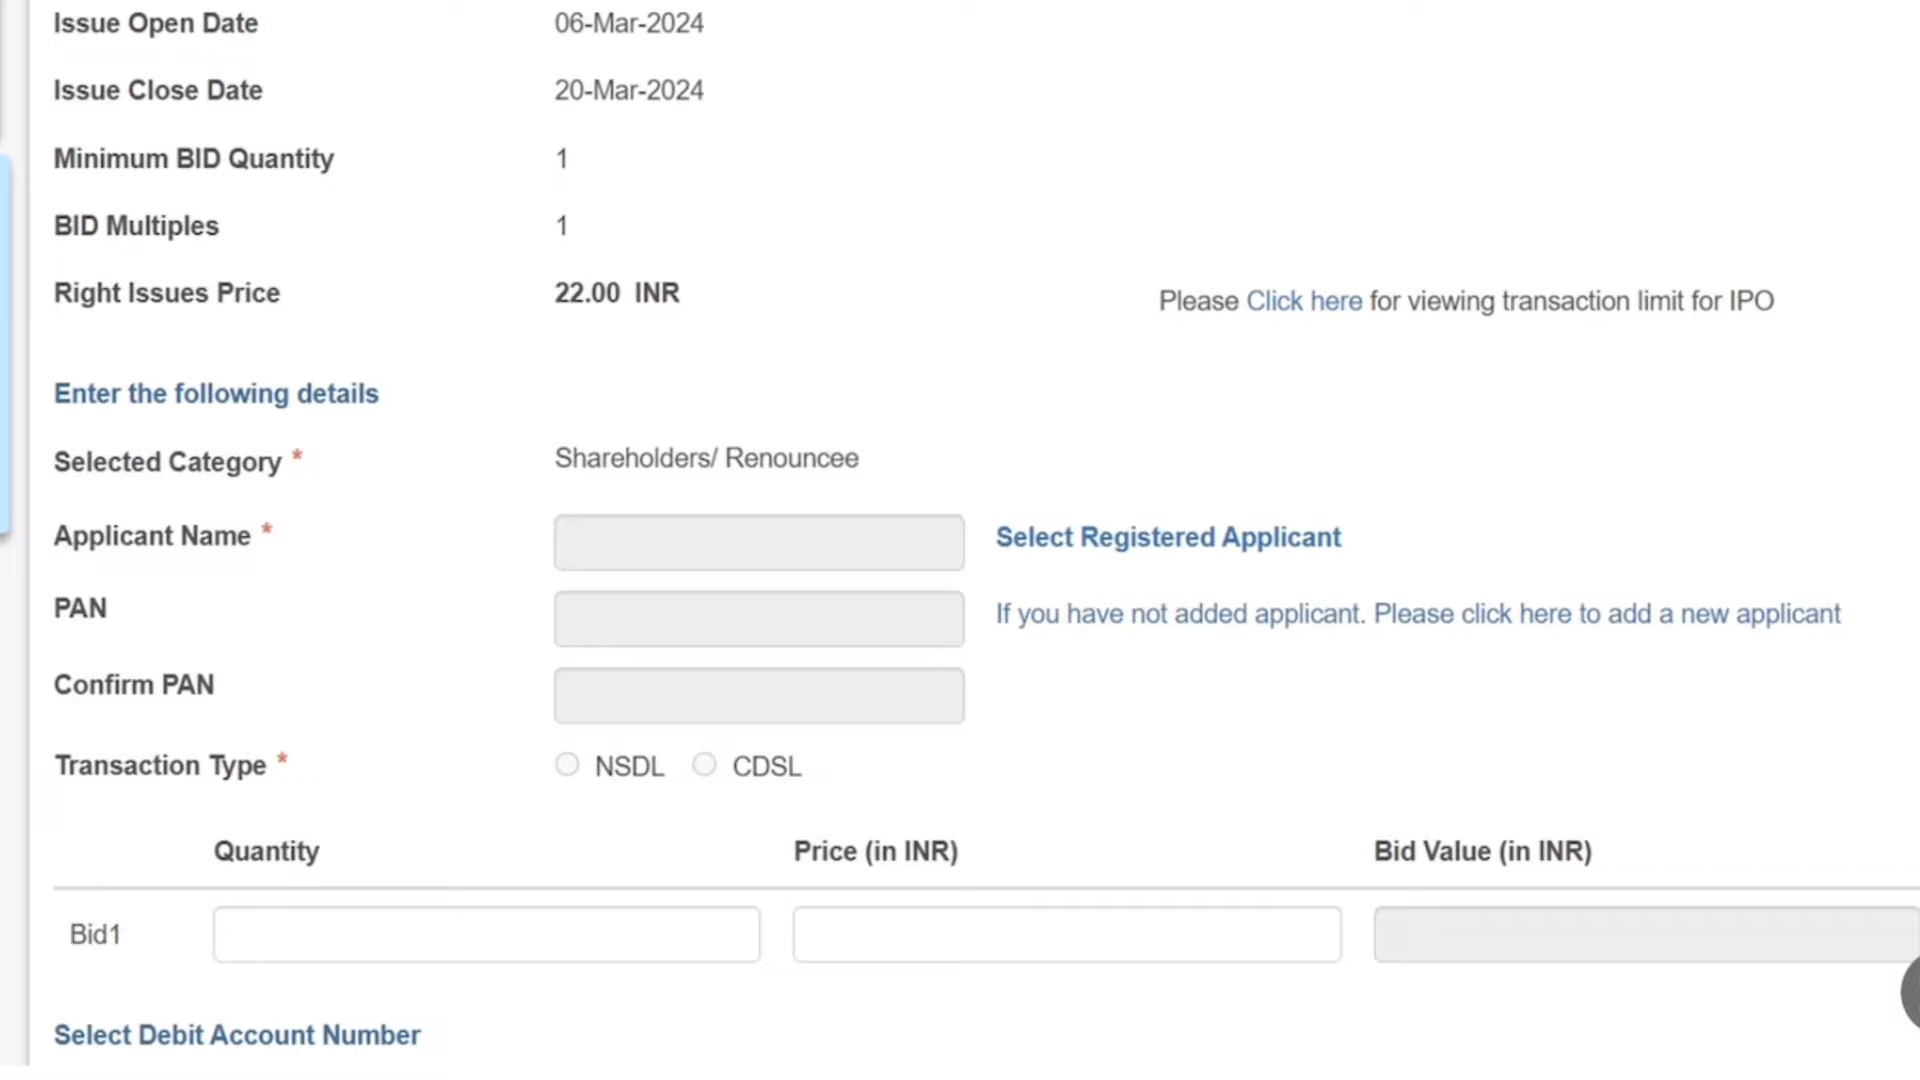 Issue Open Date 06-Mar-2024
Issue Close Date 20-Mar-2024
Minimum BID Quantity 1
BID Multiples 1
Right Issues Price 22.00 INR
Please Click here for viewing transaction limit for IPO
Enter the following details
Selected Category * Shareholders/ Renouncee
Applicant Name * Select Registered Applicant
PAN If you have not added applicant. Please click here to add a new applicant
Confirm PAN
Transaction Type * NSDL CDSL
Quantity Price (in INR) Bid Value (in INR)
Bid1
Select Debit Account Number